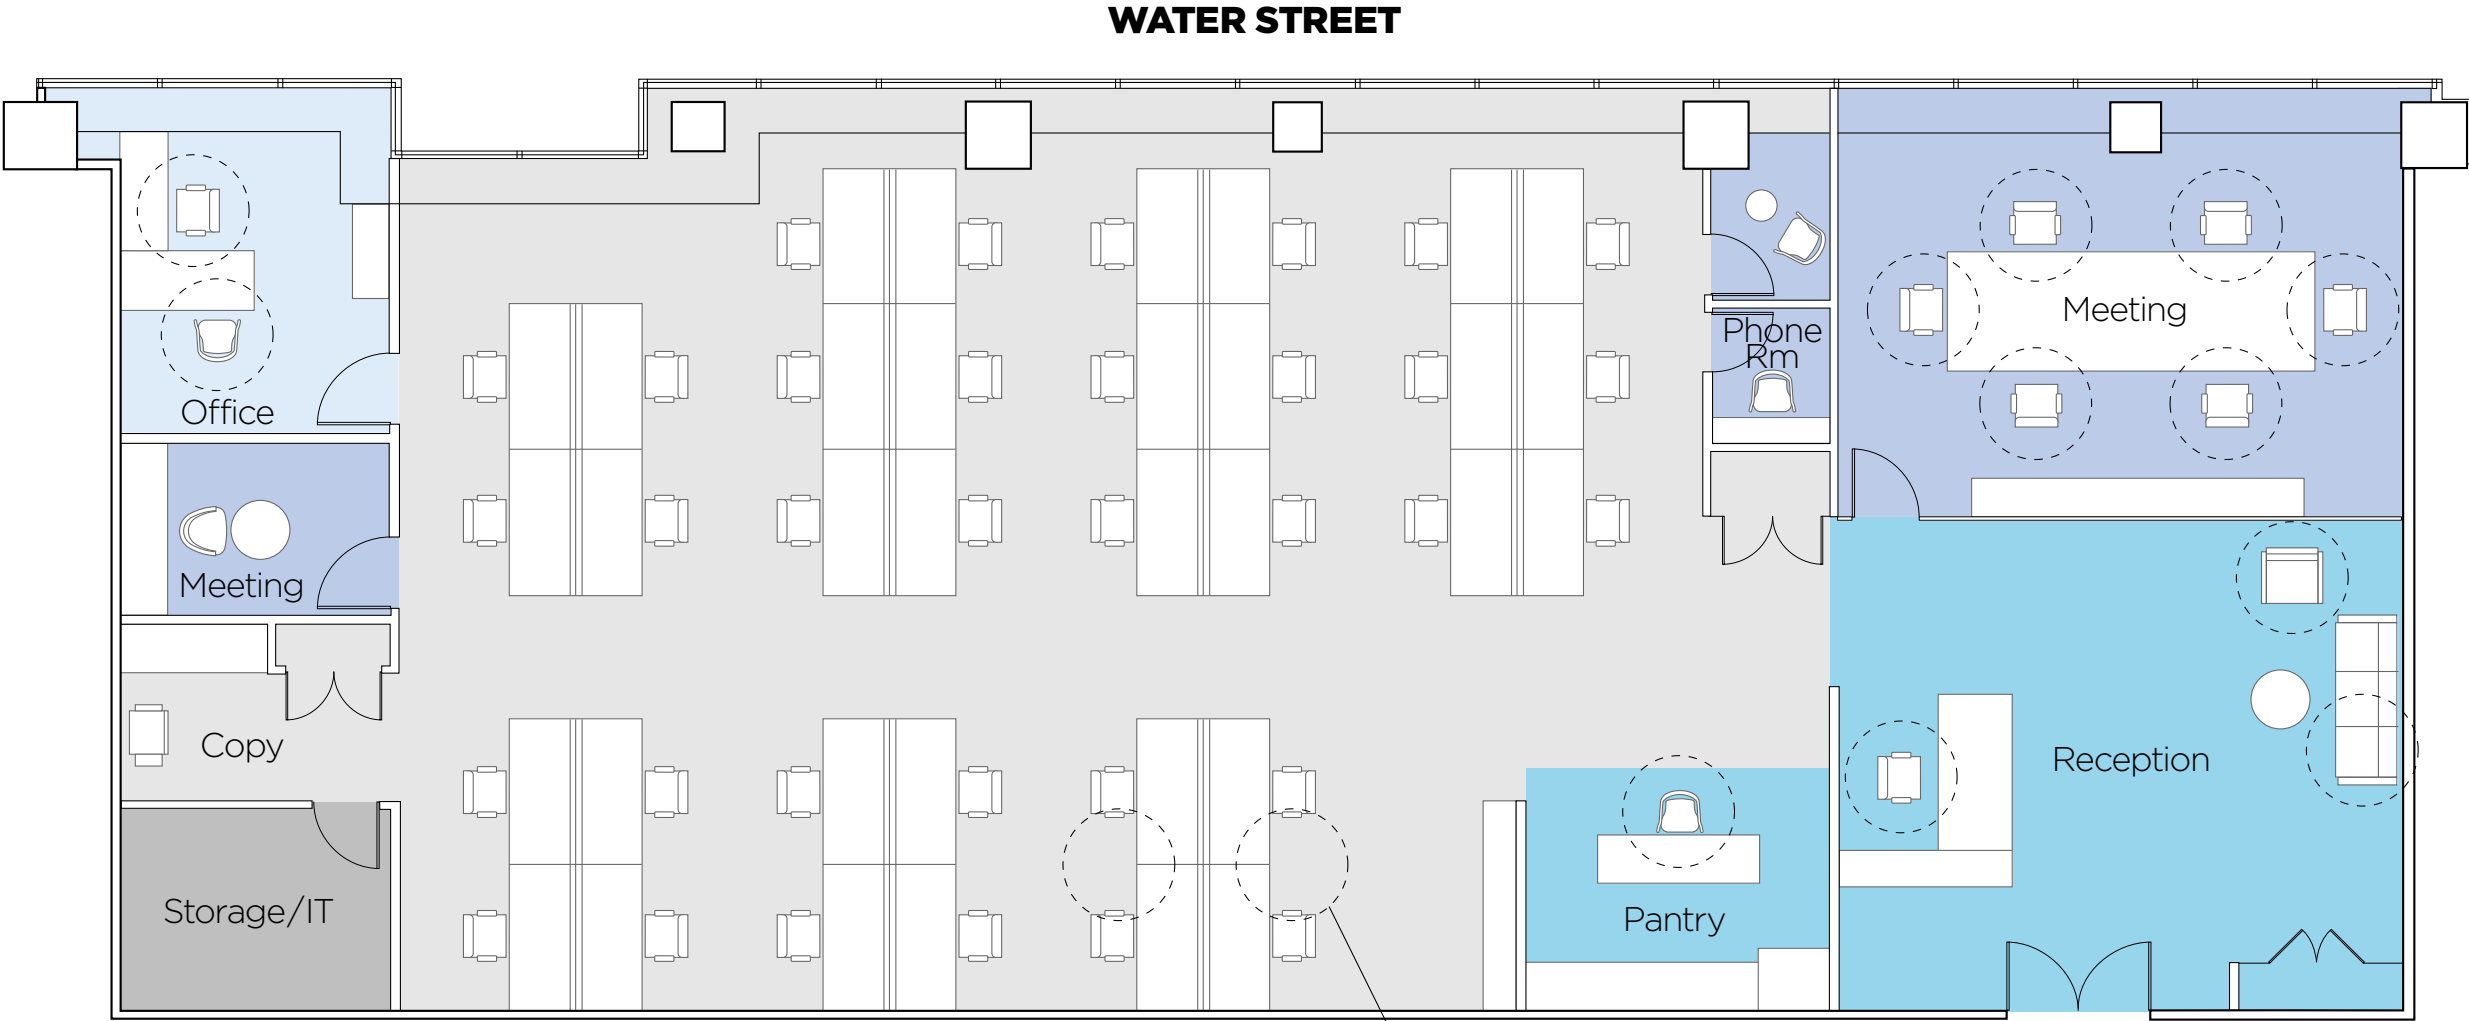 WATER STREET
Office
Phone
Rm
Meeting
Meeting
Copy
Reception
Storage/IT
Pantry